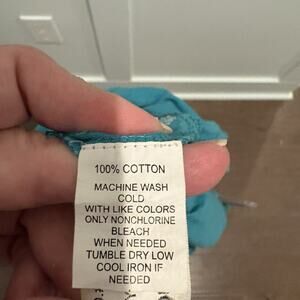 100% COTTON
MACHINE WASH
COLD
WITH LIKE COLORS
ONLY NONCHLORINE
BLEACH
WHEN NEEDED
TUMBLE DRY LOW
COOL IRON IF
NEEDED